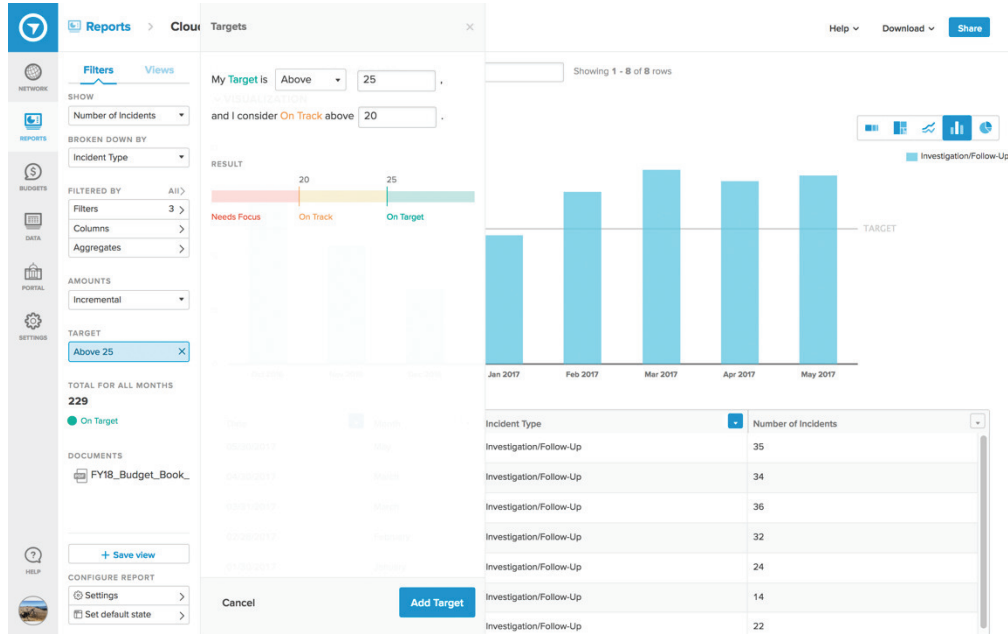 Reports > Clou
Help
Download
Share
NETWORK
REPORTS
BUDGETS
DATA
PORTAL
SETTINGS
HELP
Filters Views
SHOW
Number of Incidents
BROKEN DOWN BY
Incident Type
FILTERED BY All >
Filters 3 >
Columns >
Aggregates >
AMOUNTS
Incremental
TARGET
Above 25 ×
TOTAL FOR ALL MONTHS
229
On Target
DOCUMENTS
FY18_Budget_Book_
+ Save view
CONFIGURE REPORT
Settings >
Set default state >
Targets ×
My Target is Above 25 ,
and I consider On Track above 20 .
VISUALIZATION
RESULT
20 25
Needs Focus On Track On Target
Cancel Add Target
Showing 1 - 8 of 8 rows
Investigation/Follow-Up
TARGET
Jan 2017 Feb 2017 Mar 2017 Apr 2017 May 2017
Incident Type Number of Incidents
Investigation/Follow-Up 35
Investigation/Follow-Up 34
Investigation/Follow-Up 36
Investigation/Follow-Up 32
Investigation/Follow-Up 24
Investigation/Follow-Up 14
Investigation/Follow-Up 22